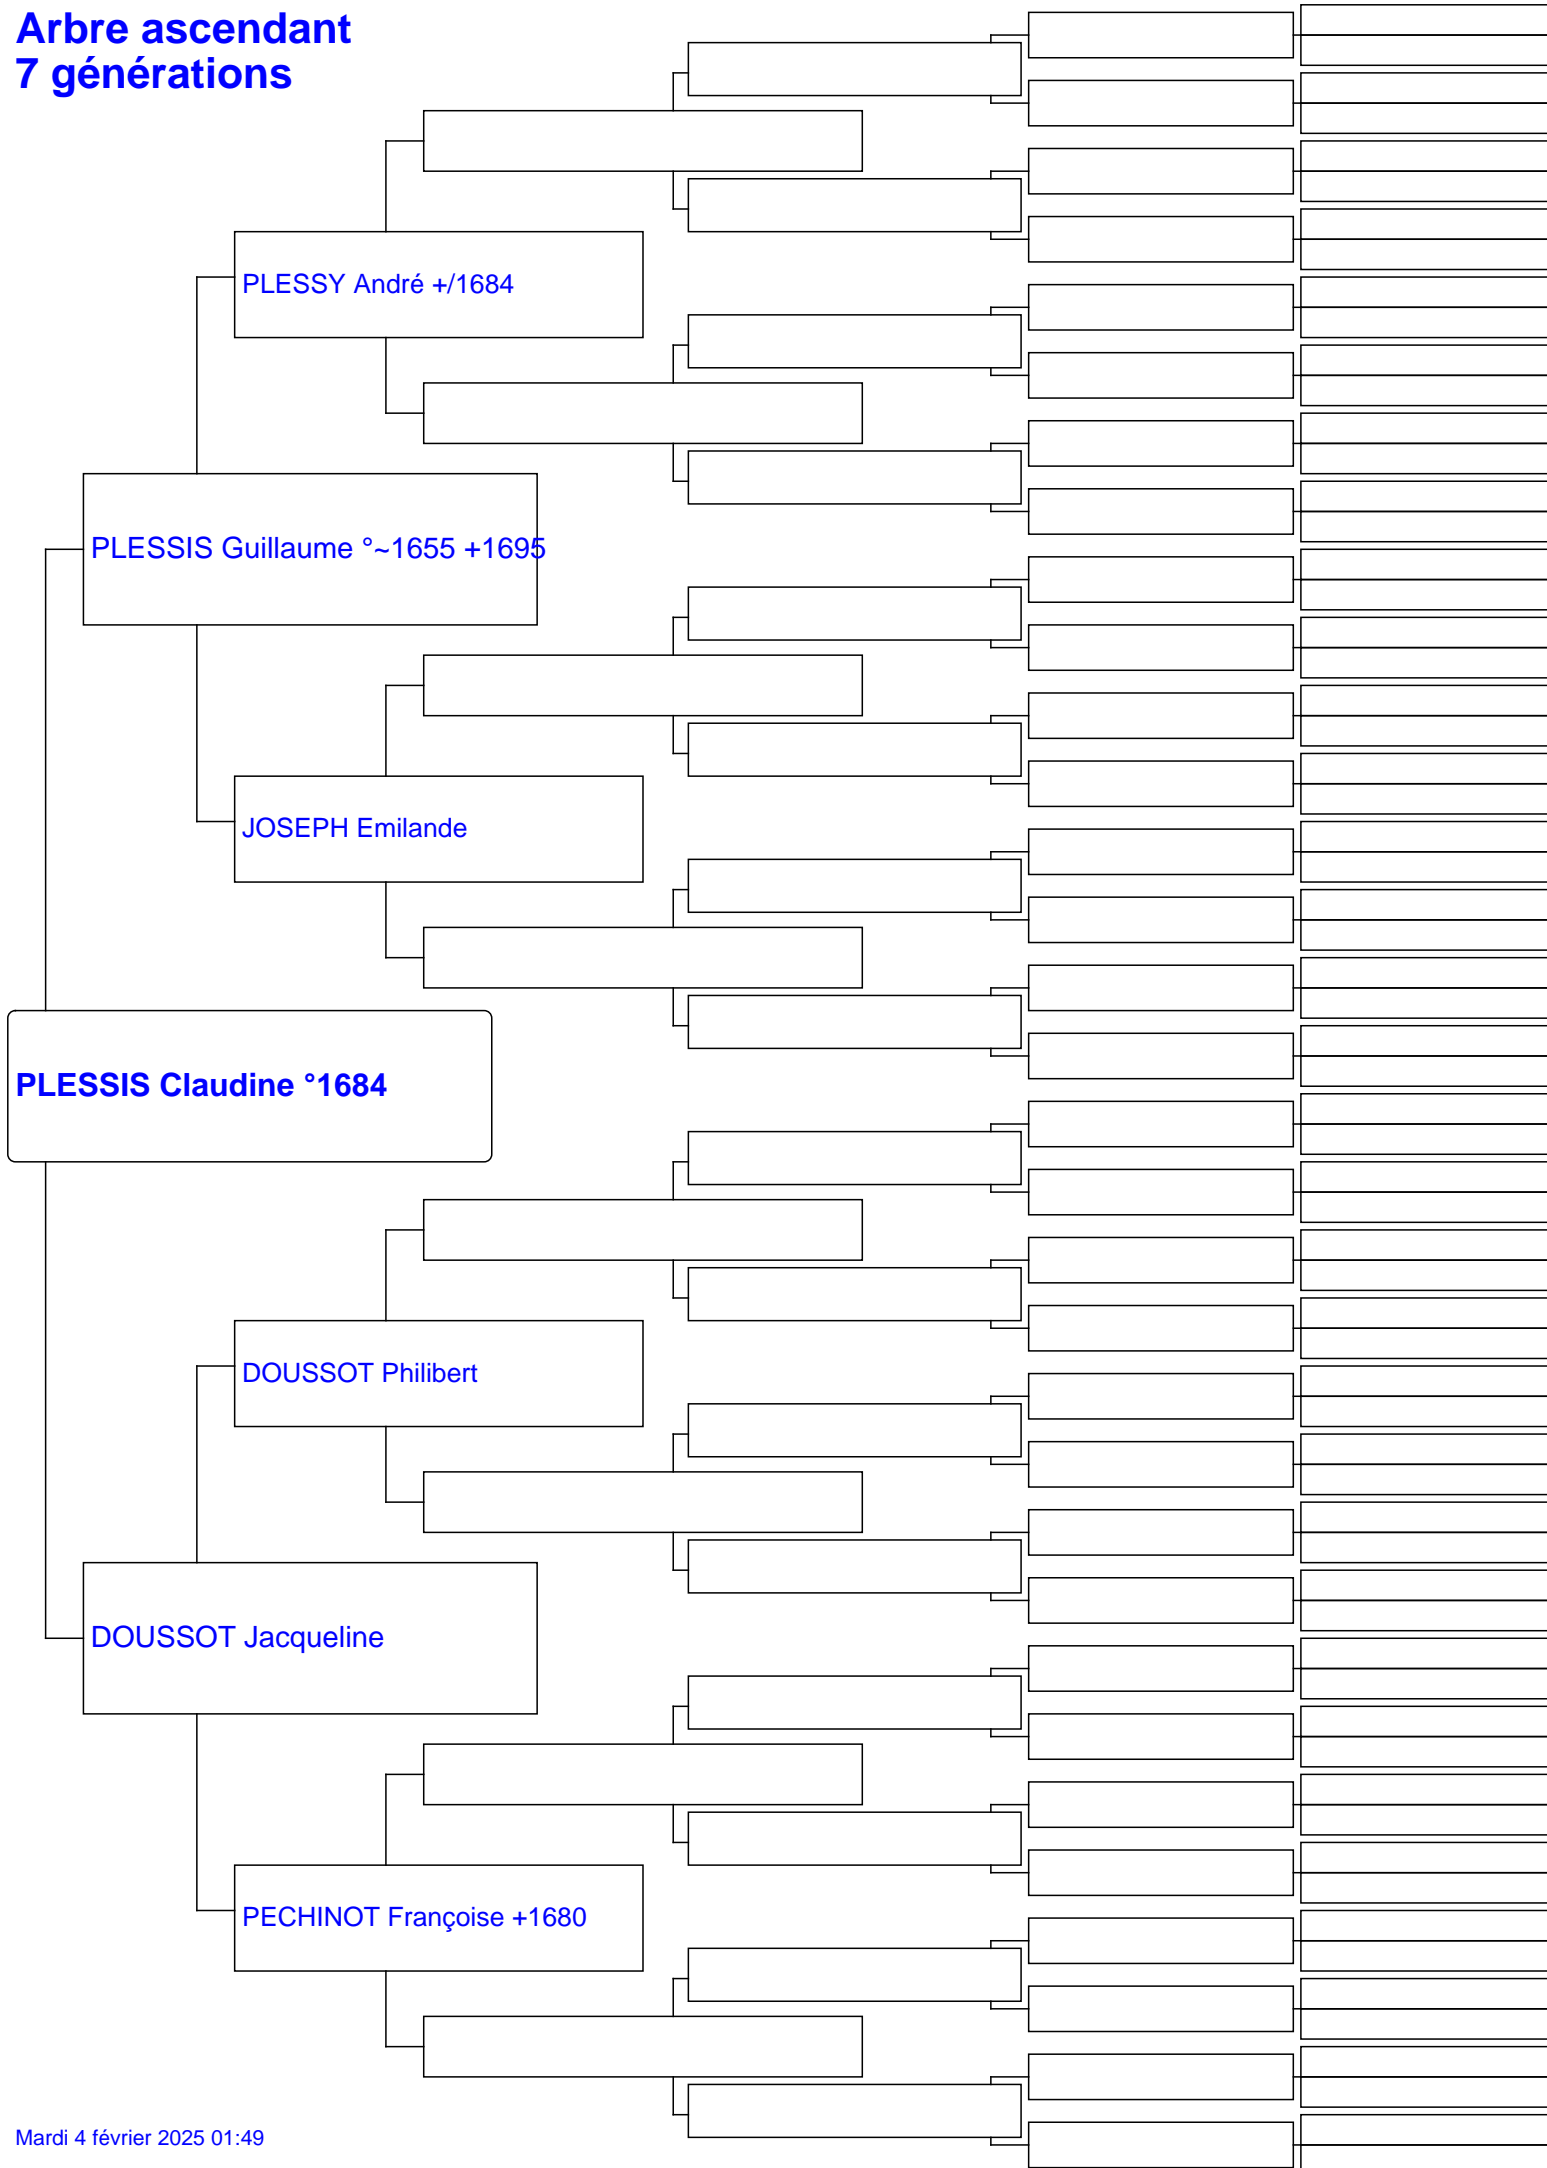 Arbre ascendant
7 générations
PLESSY André +/1684
PLESSIS Guillaume °~1655 +1695
JOSEPH Emilande
PLESSIS Claudine °1684
DOUSSOT Philibert
DOUSSOT Jacqueline
PECHINOT Françoise +1680
Mardi 4 février 2025 01:49